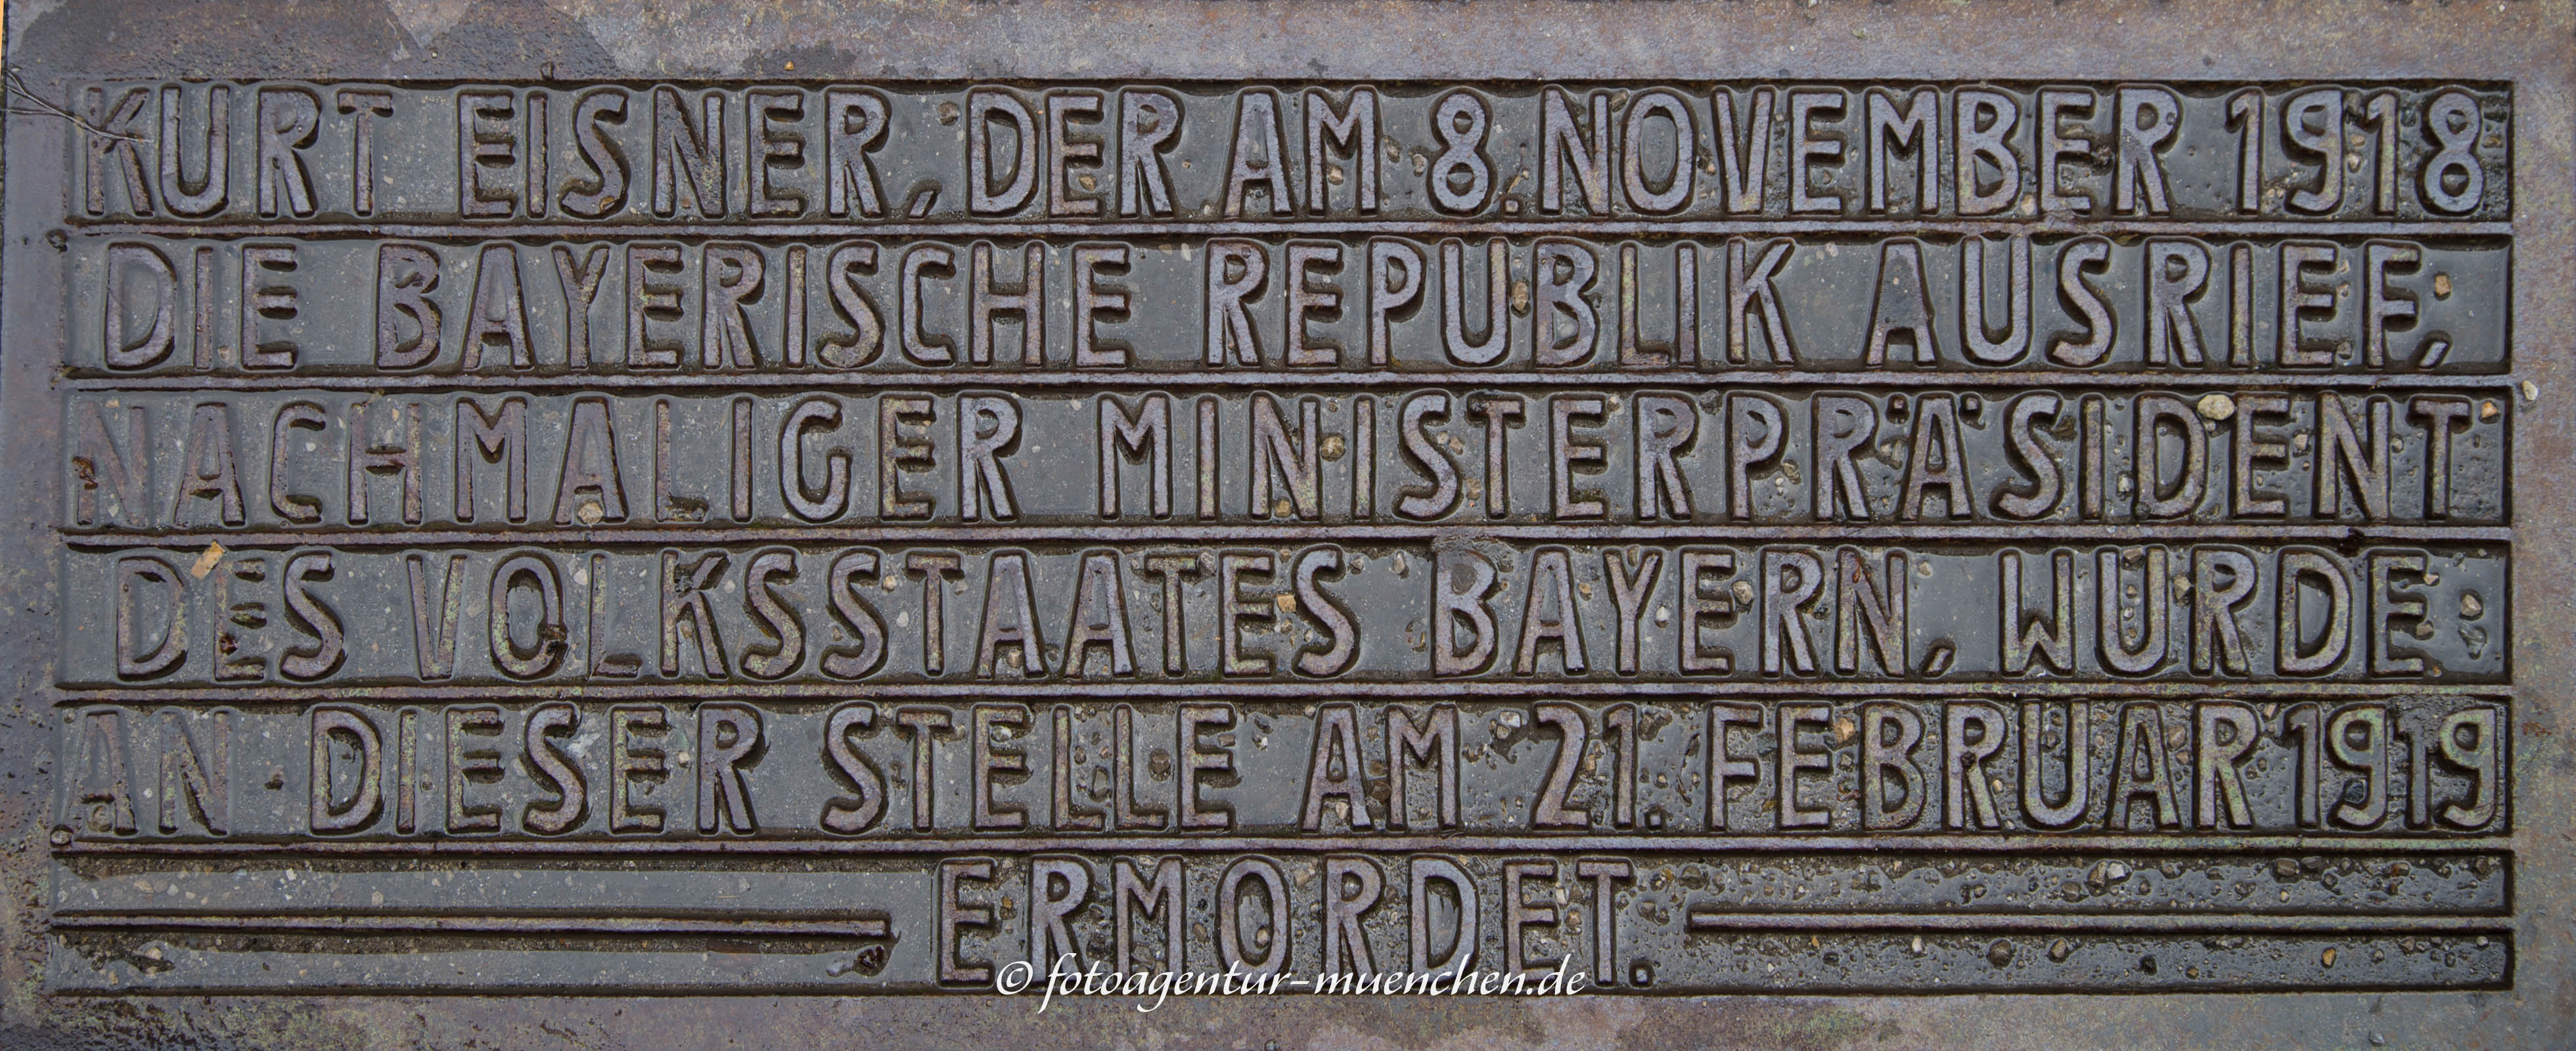 KURT EISNER, DER AM 8. NOVEMBER 1918
DIE BAYERISCHE REPUBLIK AUSRIEF,
NACHMALIGER MINISTERPRÄSIDENT
DES VOLKSSTAATES BAYERN, WURDE
AN DIESER STELLE AM 21. FEBRUAR 1919
ERMORDET.
© fotoagentur-muenchen.de